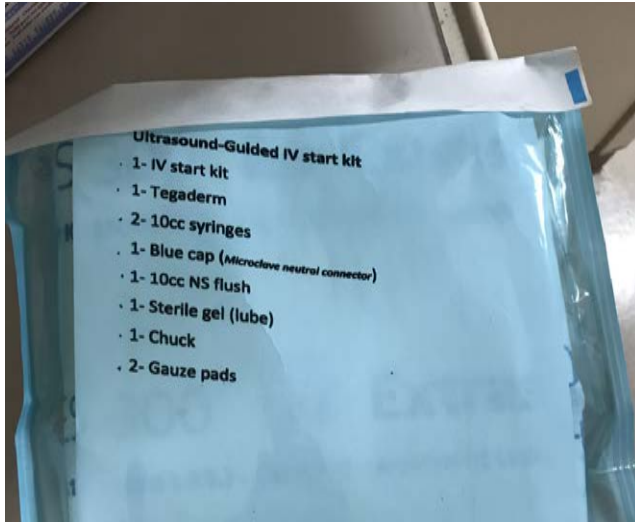 Ultrasound-Guided IV start kit
· 1- IV start kit
· 1- Tegaderm
· 2- 10cc syringes
· 1- Blue cap (Microclave neutral connector)
· 1- 10cc NS flush
· 1- Sterile gel (lube)
· 1- Chuck
· 2- Gauze pads